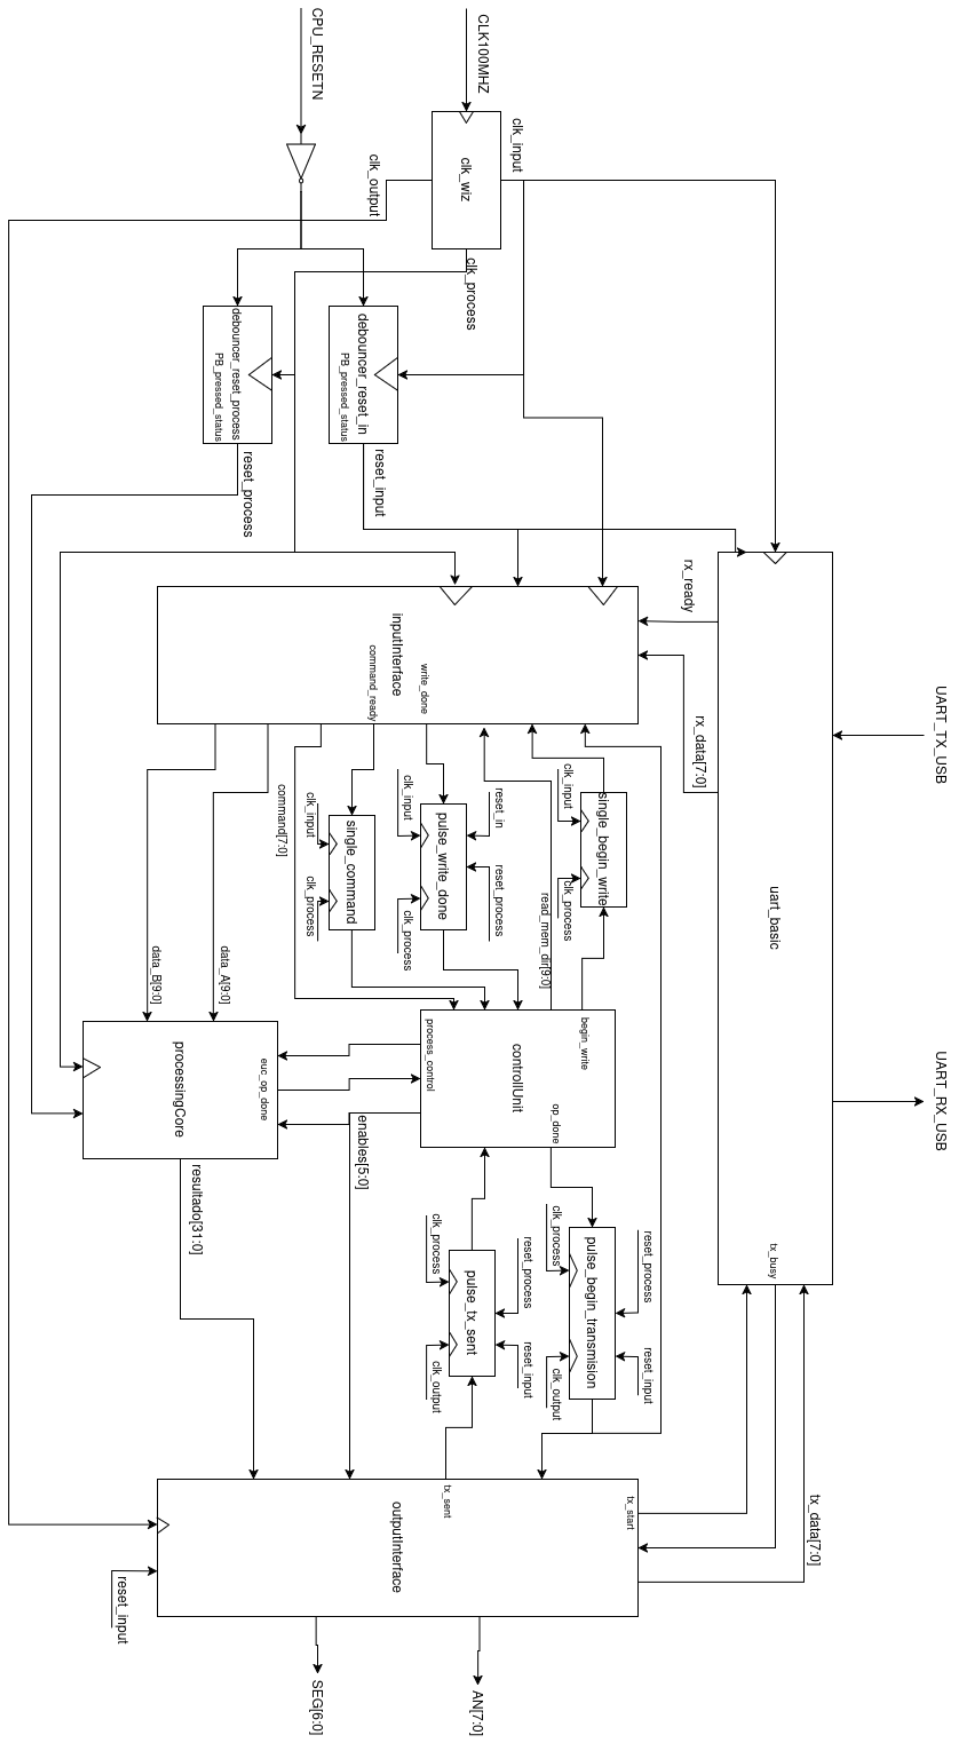 CPU_RESETN
CLK100MHZ
clk_wiz
clk_input
clk_output
clk_process
debouncer_reset_process
PB_pressed_status
debouncer_reset_in
PB_pressed_status
reset_process
reset_input
rx_ready
rx_data[7:0]
UART_TX_USB
UART_RX_USB
uart_basic
tx_busy
inputInterface
write_done
command_ready
command[7:0]
single_command
clk_input
clk_process
pulse_write_done
clk_input
clk_process
reset_in
reset_process
single_begin_write
clk_input
clk_process
read_mem_dir[9:0]
data_A[9:0]
data_B[9:0]
processingCore
euc_op_done
controllUnit
process_control
begin_write
op_done
enables[5:0]
resultado[31:0]
pulse_tx_sent
clk_process
clk_output
reset_process
reset_input
pulse_begin_transmision
clk_process
clk_output
reset_process
reset_input
outputInterface
tx_sent
tx_start
tx_data[7:0]
reset_input
SEG[6:0]
AN[7:0]